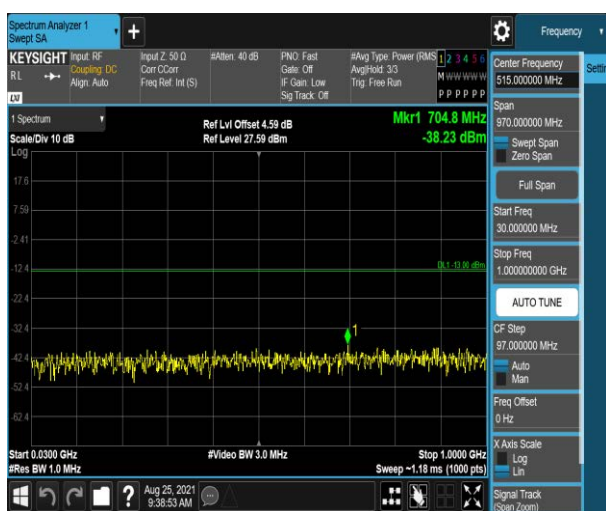 Spectrum Analyzer 1
Swept SA
+
Frequency
KEYSIGHT
RL
LXI
Input: RF
Coupling: DC
Align: Auto
Input Z: 50 Ω
Corr CCorr
Freq Ref: Int (S)
#Atten: 40 dB
PNO: Fast
Gate: Off
IF Gain: Low
Sig Track: Off
#Avg Type: Power (RMS
Avg|Hold: 3/3
Trig: Free Run
1 2 3 4 5 6
M W W W W W
P P P P P P
1 Spectrum
Scale/Div 10 dB
Log
Ref Lvl Offset 4.59 dB
Ref Level 27.59 dBm
Mkr1 704.8 MHz
-38.23 dBm
17.6
7.59
-2.41
-12.4
DL1 -13.00 dBm
-22.4
-32.4
1
-42.4
-52.4
-62.4
Start 0.0300 GHz
#Video BW 3.0 MHz
Stop 1.0000 GHz
#Res BW 1.0 MHz
Sweep ~1.18 ms (1000 pts)
?
Aug 25, 2021
9:38:53 AM
Center Frequency
515.000000 MHz
Settin
Span
970.000000 MHz
Swept Span
Zero Span
Full Span
Start Freq
30.000000 MHz
Stop Freq
1.000000000 GHz
AUTO TUNE
CF Step
97.000000 MHz
Auto
Man
Freq Offset
0 Hz
X Axis Scale
Log
Lin
Signal Track
(Span Zoom)